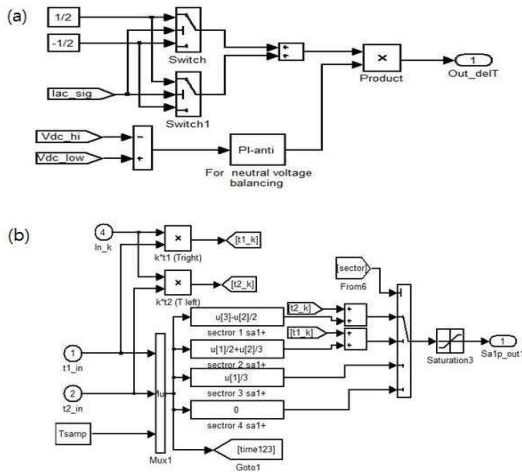 (a)
1/2
-1/2
Switch
Iac_sig
Switch1
Product
1
Out_delT
Vdc_hi
Vdc_low
PI-anti
For neutral voltage
balancing
(b)
4
In_k
k*t1 (Tright)
[t1_k]
k*t2 (T left)
[t2_k]
[sector]
From6
1
t1_in
2
t2_in
Tsamp
Mux1
u[3]-u[2]/2
sectror 1 sa1+
t2_k]
u[1]/2+u[2]/3
sectror 2 sa1+
[t1_k]
u[1]/3
sectror 3 sa1+
0
sectror 4 sa1+
[time123]
Goto1
Saturation3
1
Sa1p_out1